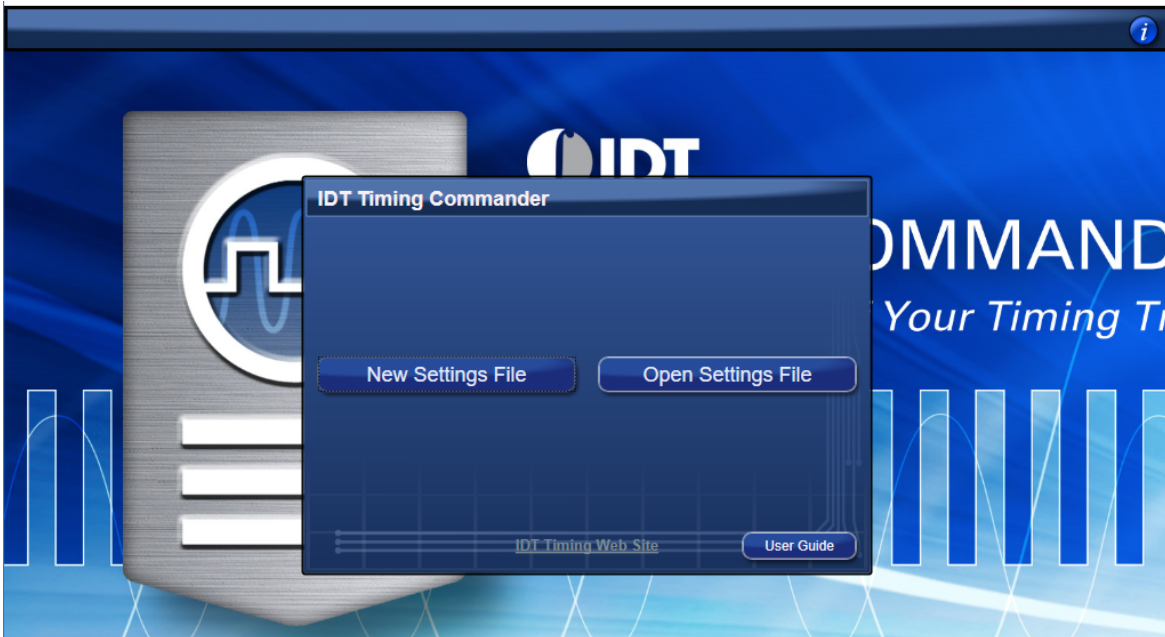 i
IDT
IDT Timing Commander
OMMAND
Your Timing
New Settings File
Open Settings File
IDT Timing Web Site
User Guide